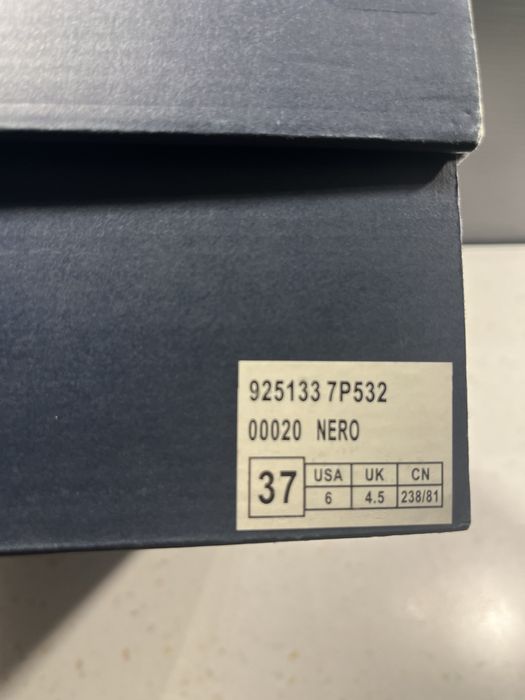 925133 7P532
00020 NERO
37 USA UK CN
6 4.5 238/81